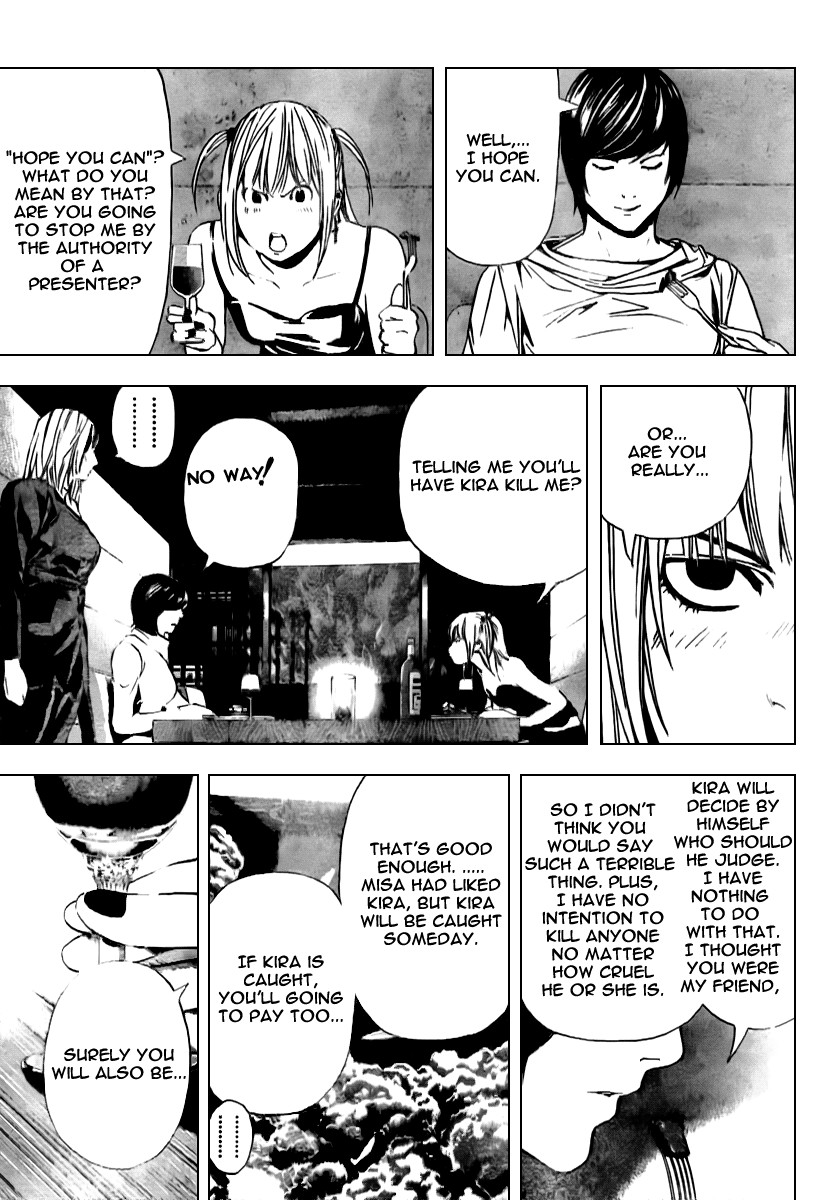 WELL,...
I HOPE
YOU CAN.
"HOPE YOU CAN"?
WHAT DO YOU
MEAN BY THAT?
ARE YOU GOING
TO STOP ME BY
THE AUTHORITY
OF A
PRESENTER?
OR...
ARE YOU
REALLY...
TELLING ME YOU'LL
HAVE KIRA KILL ME?
NO WAY!
........
KIRA WILL
DECIDE BY
HIMSELF
WHO SHOULD
HE JUDGE.
I HAVE
NOTHING
TO DO
WITH THAT.
I THOUGHT
YOU WERE
MY FRIEND,
SO I DIDN'T
THINK YOU
WOULD SAY
SUCH A TERRIBLE
THING. PLUS,
I HAVE NO
INTENTION TO
KILL ANYONE
NO MATTER
HOW CRUEL
HE OR SHE IS.
THAT'S GOOD
ENOUGH. .....
MISA HAD LIKED
KIRA, BUT KIRA
WILL BE CAUGHT
SOMEDAY.
IF KIRA IS
CAUGHT,
YOU'LL GOING
TO PAY TOO...
........
SURELY YOU
WILL ALSO BE...